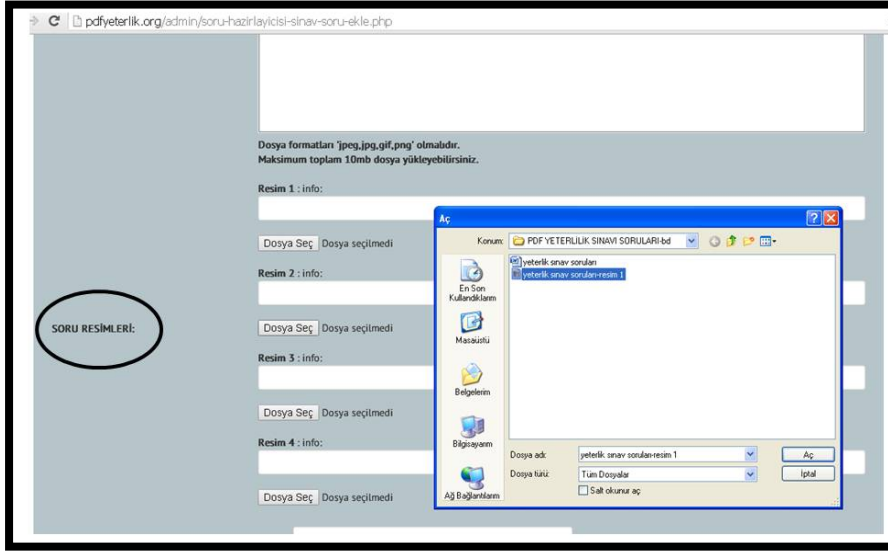 pdfyeterlik.org/admin/soru-hazirlayicisi-sinav-soru-ekle.php
Dosya formatları 'jpeg,jpg,gif,png' olmalıdır.
Maksimum toplam 10mb dosya yükleyebilirsiniz.
Resim 1 : info:
Dosya Seç Dosya seçilmedi
Resim 2 : info:
SORU RESİMLERİ:
Dosya Seç Dosya seçilmedi
Resim 3 : info:
Dosya Seç Dosya seçilmedi
Resim 4 : info:
Dosya Seç Dosya seçilmedi
Aç
Konum: PDF YETERLİLİK SINAVI SORULARI-bd
yeterlik sınav soruları
yeterlik sınav soruları-resim 1
En Son
Kullandıklarım
Masaüstü
Belgelerim
Bilgisayarım
Ağ Bağlantılarım
Dosya adı: yeterlik sınav soruları-resim 1 Aç
Dosya türü: Tüm Dosyalar İptal
Salt okunur aç